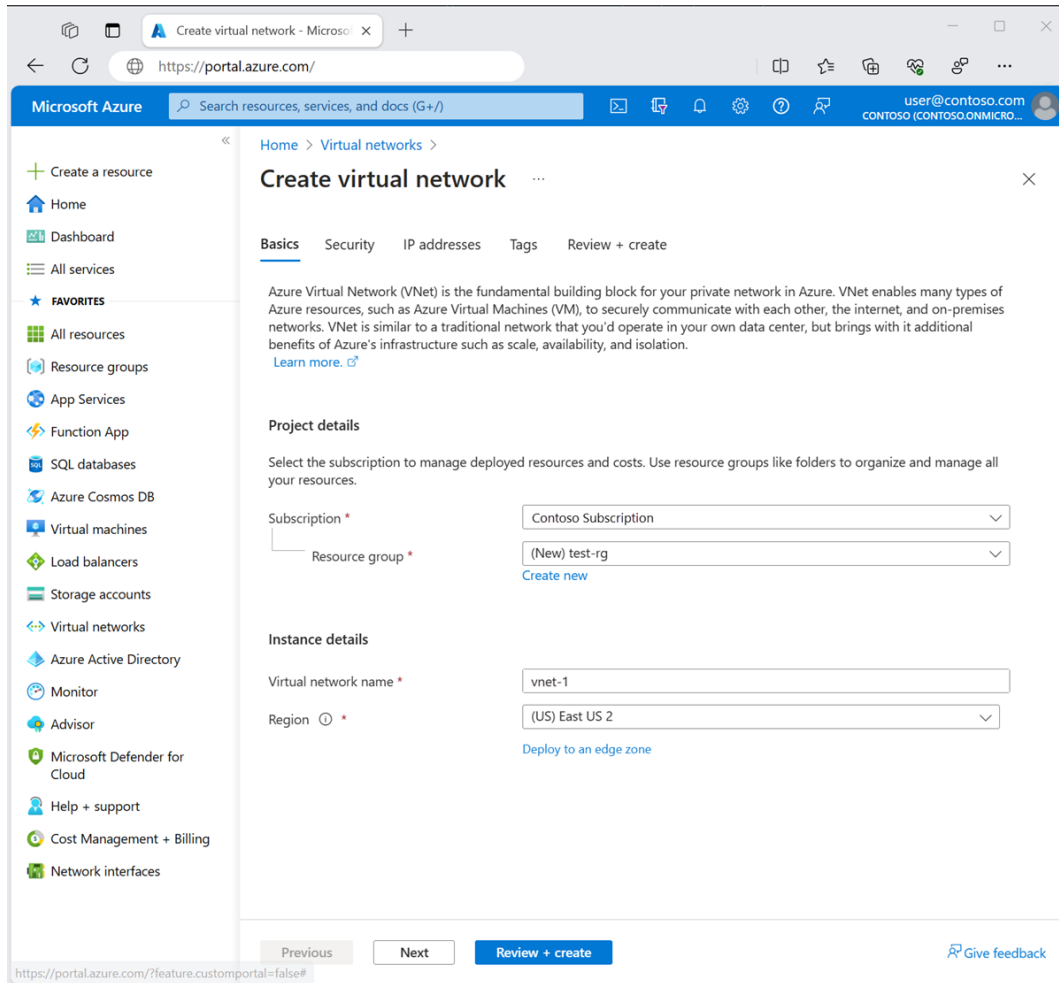 Create virtual network - Microso
https://portal.azure.com/
Microsoft Azure
Search resources, services, and docs (G+/)
user@contoso.com
CONTOSO (CONTOSO.ONMICRO...
Create a resource
Home
Dashboard
All services
FAVORITES
All resources
Resource groups
App Services
Function App
SQL databases
Azure Cosmos DB
Virtual machines
Load balancers
Storage accounts
Virtual networks
Azure Active Directory
Monitor
Advisor
Microsoft Defender for
Cloud
Help + support
Cost Management + Billing
Network interfaces
Home > Virtual networks >
Create virtual network ...
Basics Security IP addresses Tags Review + create
Azure Virtual Network (VNet) is the fundamental building block for your private network in Azure. VNet enables many types of
Azure resources, such as Azure Virtual Machines (VM), to securely communicate with each other, the internet, and on-premises
networks. VNet is similar to a traditional network that you'd operate in your own data center, but brings with it additional
benefits of Azure's infrastructure such as scale, availability, and isolation.
Learn more.
Project details
Select the subscription to manage deployed resources and costs. Use resource groups like folders to organize and manage all
your resources.
Subscription * Contoso Subscription
Resource group * (New) test-rg
Create new
Instance details
Virtual network name * vnet-1
Region * (US) East US 2
Deploy to an edge zone
Previous Next Review + create Give feedback
https://portal.azure.com/?feature.customportal=false#